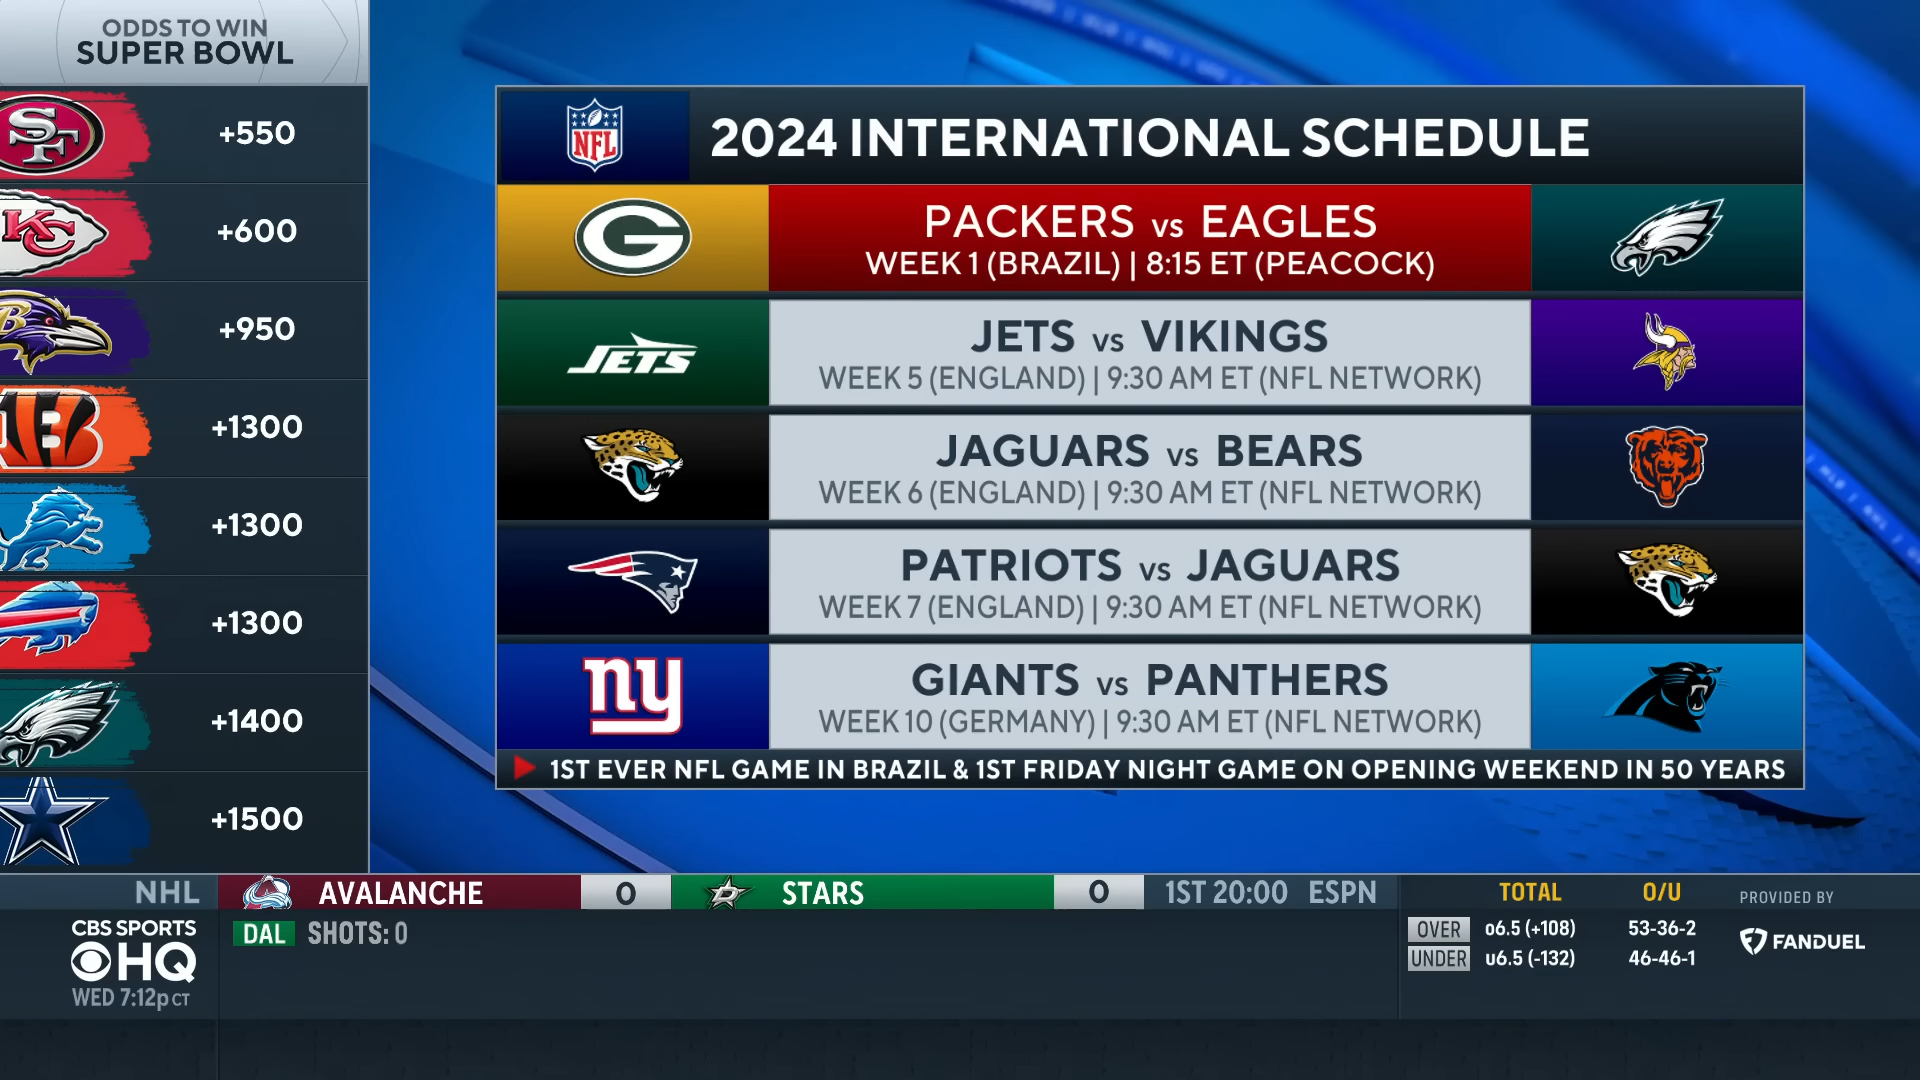 ODDS TO WIN
SUPER BOWL
SF
+550
KC
+600
B
+950
B
+1300
+1300
+1300
+1400
+1500
NFL
2024 INTERNATIONAL SCHEDULE
G
PACKERS vs EAGLES
WEEK 1 (BRAZIL) | 8:15 ET (PEACOCK)
JETS
JETS vs VIKINGS
WEEK 5 (ENGLAND) | 9:30 AM ET (NFL NETWORK)
JAGUARS vs BEARS
WEEK 6 (ENGLAND) | 9:30 AM ET (NFL NETWORK)
PATRIOTS vs JAGUARS
WEEK 7 (ENGLAND) | 9:30 AM ET (NFL NETWORK)
ny
GIANTS vs PANTHERS
WEEK 10 (GERMANY) | 9:30 AM ET (NFL NETWORK)
1ST EVER NFL GAME IN BRAZIL & 1ST FRIDAY NIGHT GAME ON OPENING WEEKEND IN 50 YEARS
NHL AVALANCHE 0 STARS 0 1ST 20:00 ESPN
DAL SHOTS: 0
CBS SPORTS
HQ
WED 7:12p CT
TOTAL O/U
OVER o6.5 (+108) 53-36-2
UNDER u6.5 (-132) 46-46-1
PROVIDED BY
FANDUEL